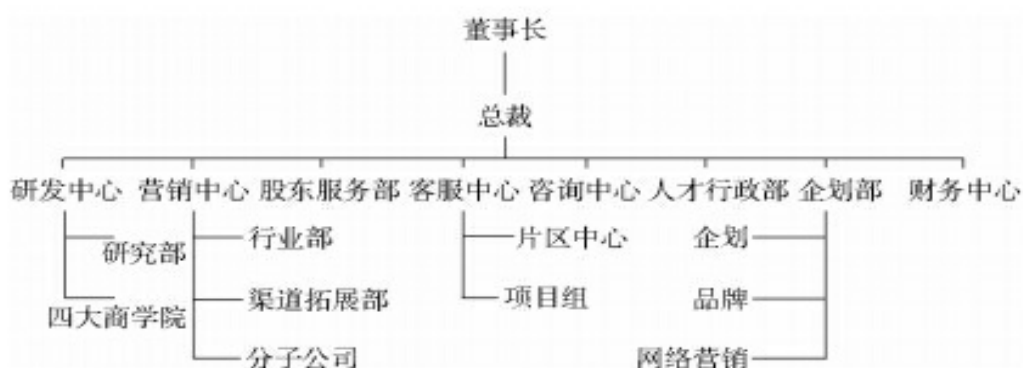 董事长
总裁
研发中心 营销中心 股东服务部 客服中心 咨询中心 人才行政部 企划部 财务中心
研究部 行业部 片区中心 企划
四大商学院 渠道拓展部 项目组 品牌
分子公司 网络营销